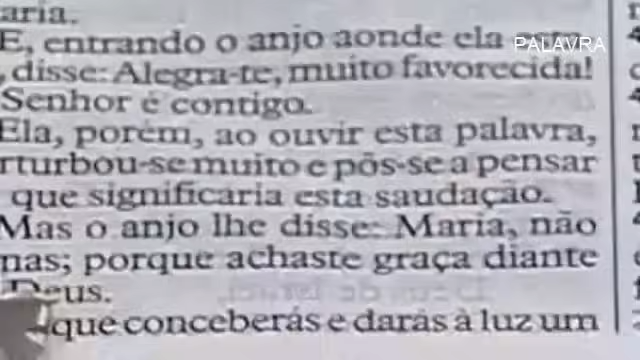 aria.
E, entrando o anjo aonde ela
PALAVRA
, disse: Alegra-te, muito favorecida!
Senhor é contigo.
Ela, porém, ao ouvir esta palavra,
rturbou-se muito e pôs-se a pensar
que significaria esta saudação.
Mas o anjo lhe disse: Maria, não
nas; porque achaste graça diante
Deus.
que conceberás e darás à luz um